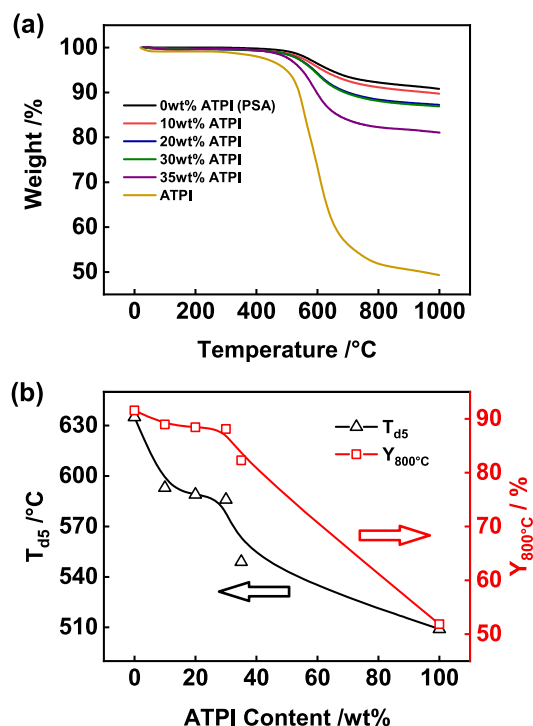 (a)
100
90
80
70
60
50
Weight /%
0wt% ATPI (PSA)
10wt% ATPI
20wt% ATPI
30wt% ATPI
35wt% ATPI
ATPI
0 200 400 600 800 1000
Temperature /°C
(b)
630
600
570
540
510
T_d5 /°C
T_d5
Y_800°C
90
80
70
60
50
Y_800°C / %
0 20 40 60 80 100
ATPI Content /wt%